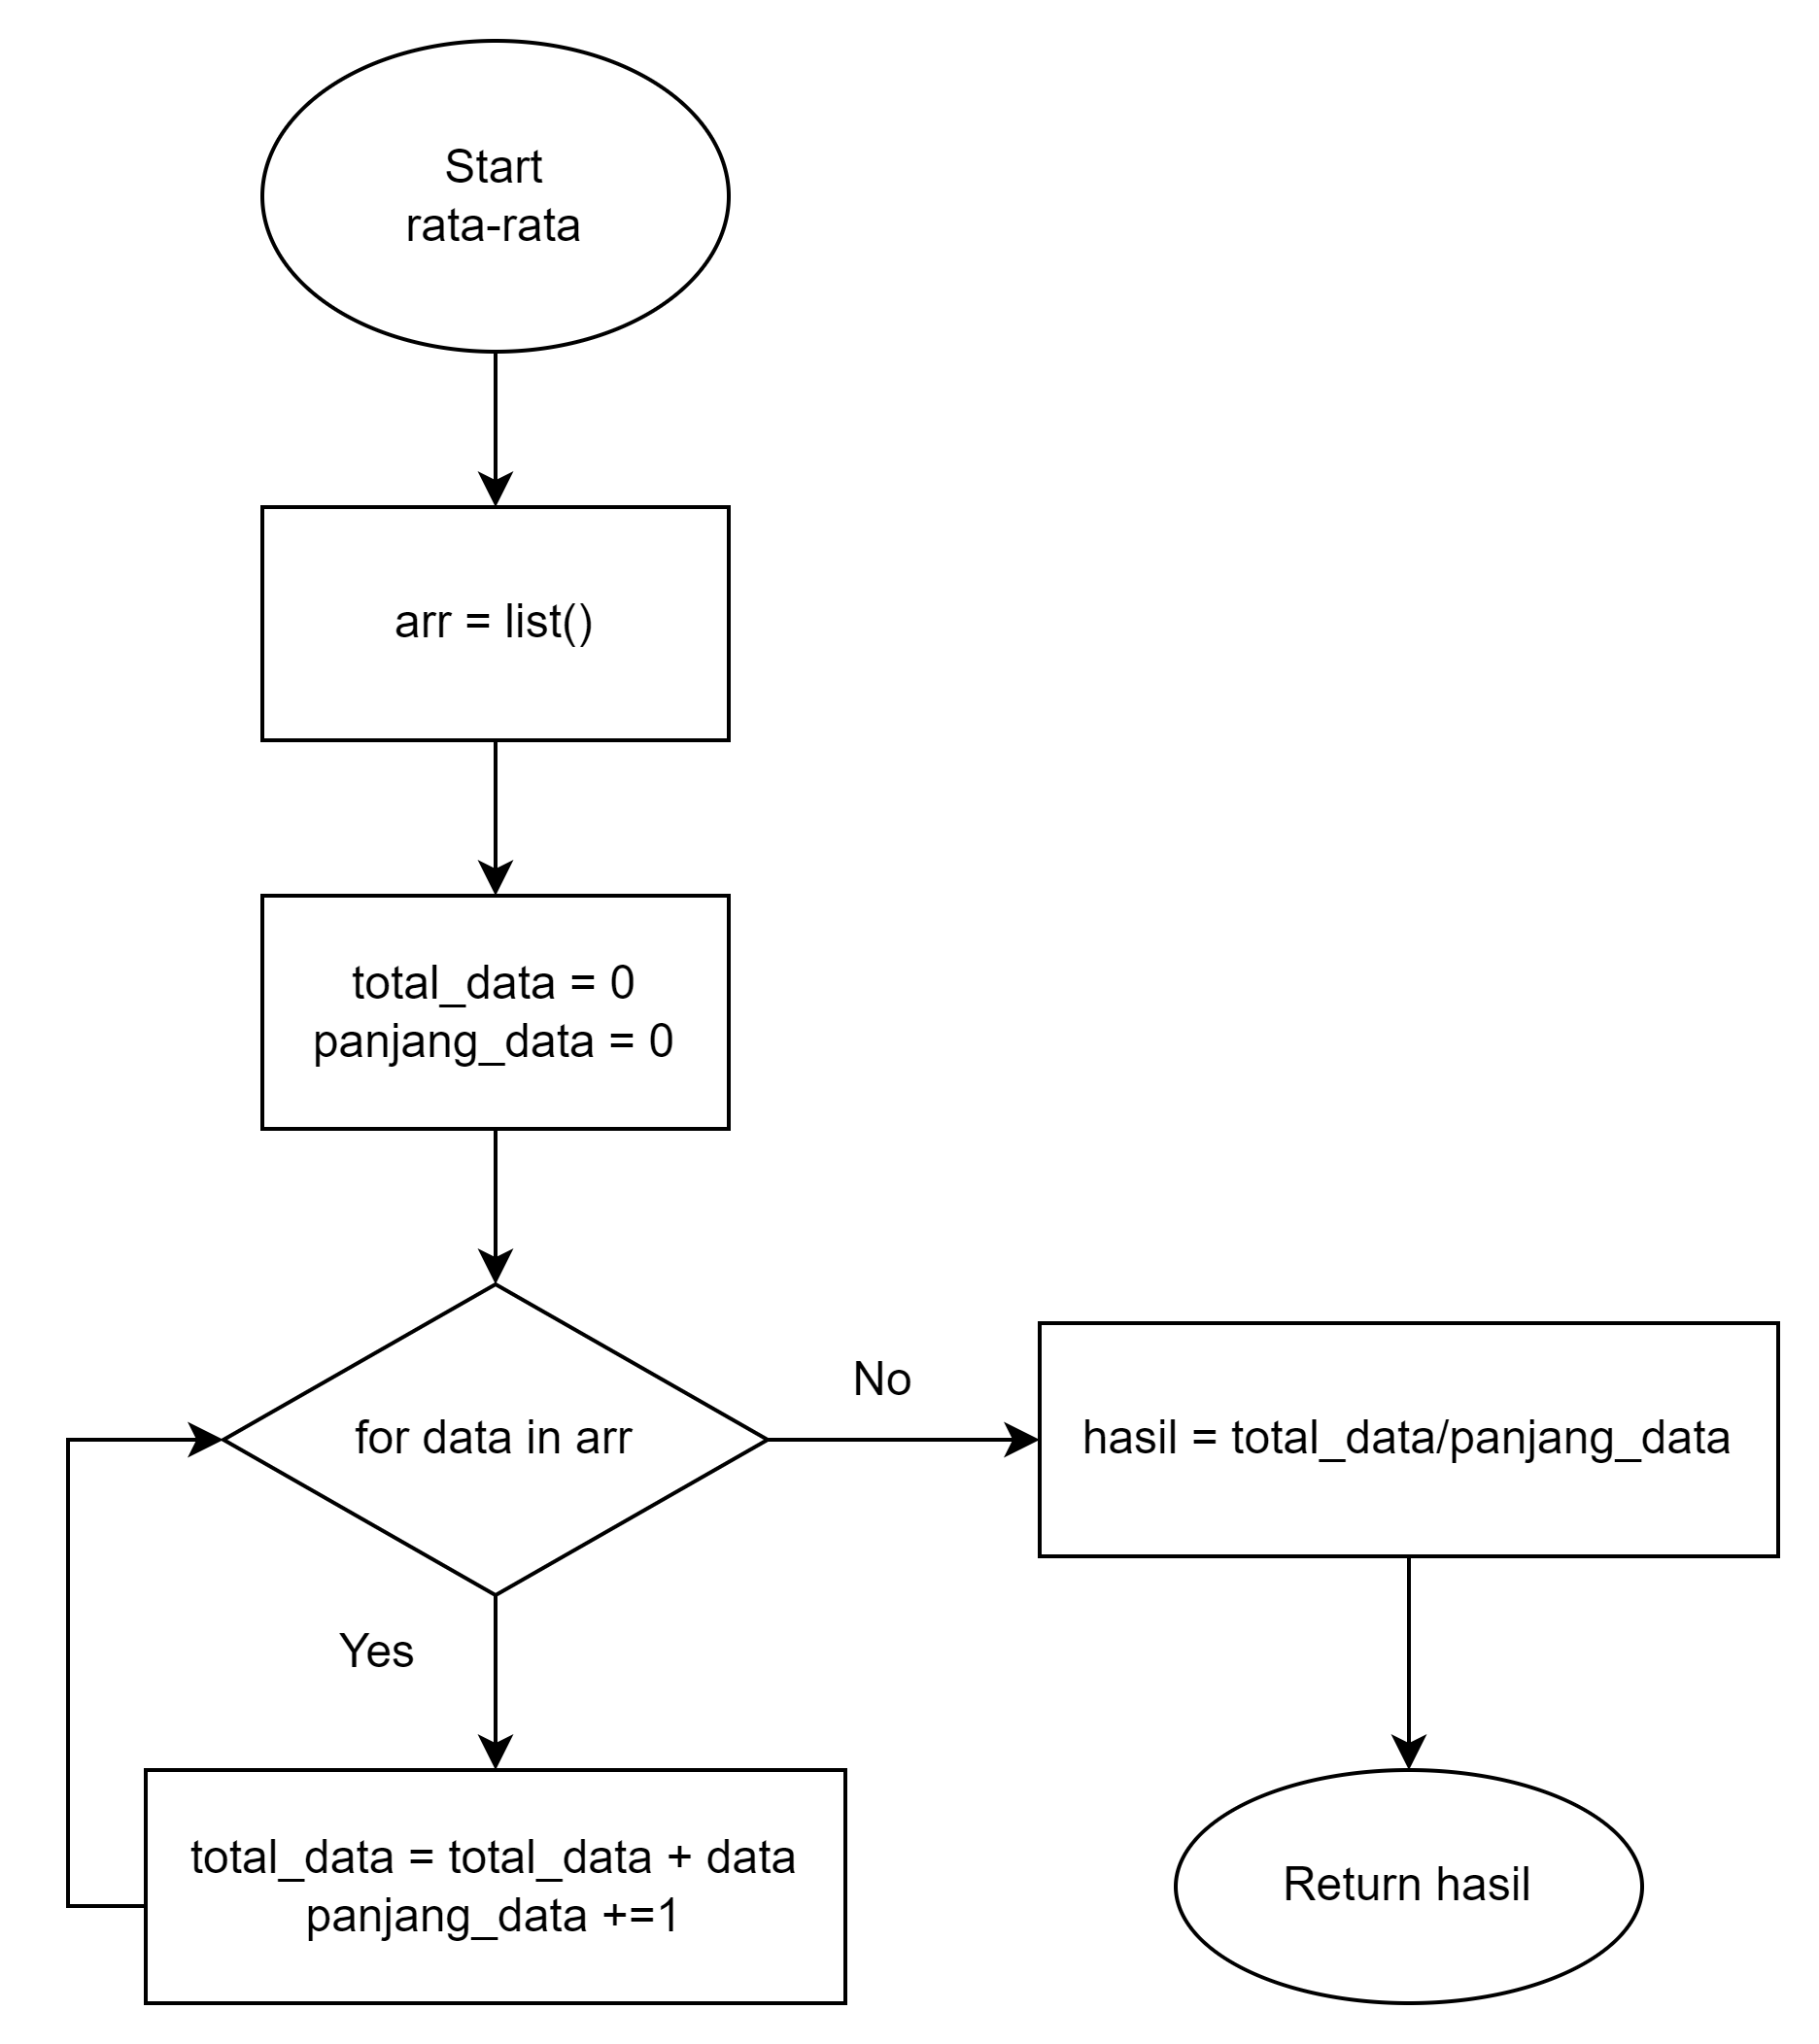 Start
rata-rata
arr = list()
total_data = 0
panjang_data = 0
for data in arr
No
hasil = total_data/panjang_data
Yes
total_data = total_data + data
panjang_data +=1
Return hasil